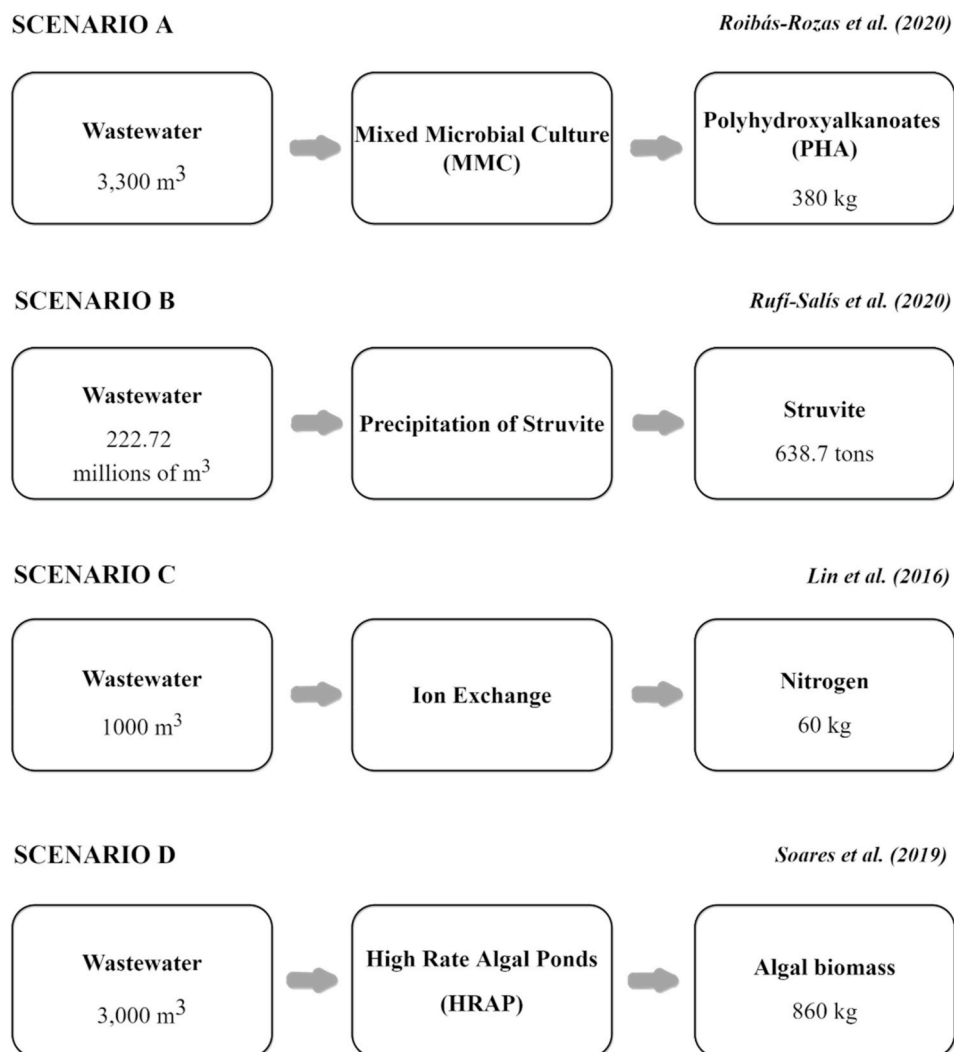 SCENARIO A
Roibás-Rozas et al. (2020)
Wastewater
3,300 m³
Mixed Microbial Culture
(MMC)
Polyhydroxyalkanoates
(PHA)
380 kg
SCENARIO B
Rufí-Salís et al. (2020)
Wastewater
222.72
millions of m³
Precipitation of Struvite
Struvite
638.7 tons
SCENARIO C
Lin et al. (2016)
Wastewater
1000 m³
Ion Exchange
Nitrogen
60 kg
SCENARIO D
Soares et al. (2019)
Wastewater
3,000 m³
High Rate Algal Ponds
(HRAP)
Algal biomass
860 kg